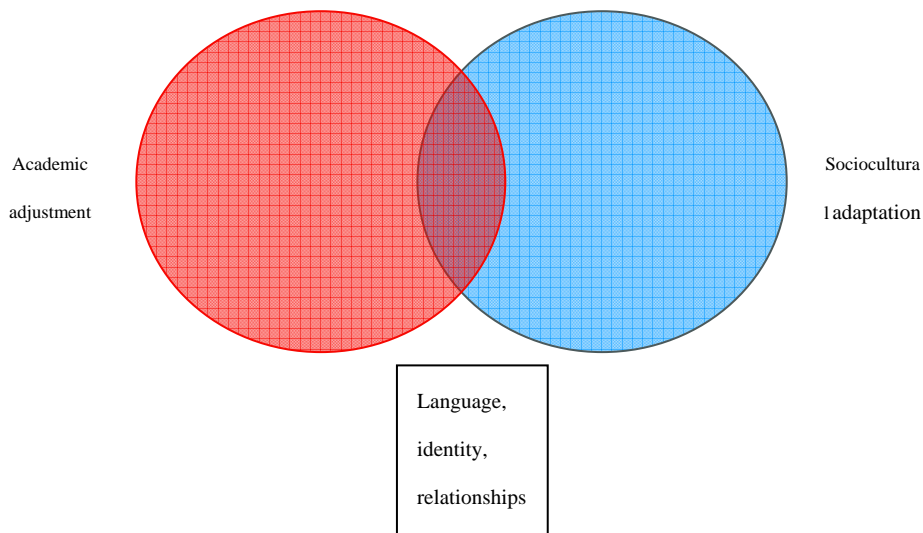 Academic
adjustment
Sociocultura
l adaptation
Language,
identity,
relationships